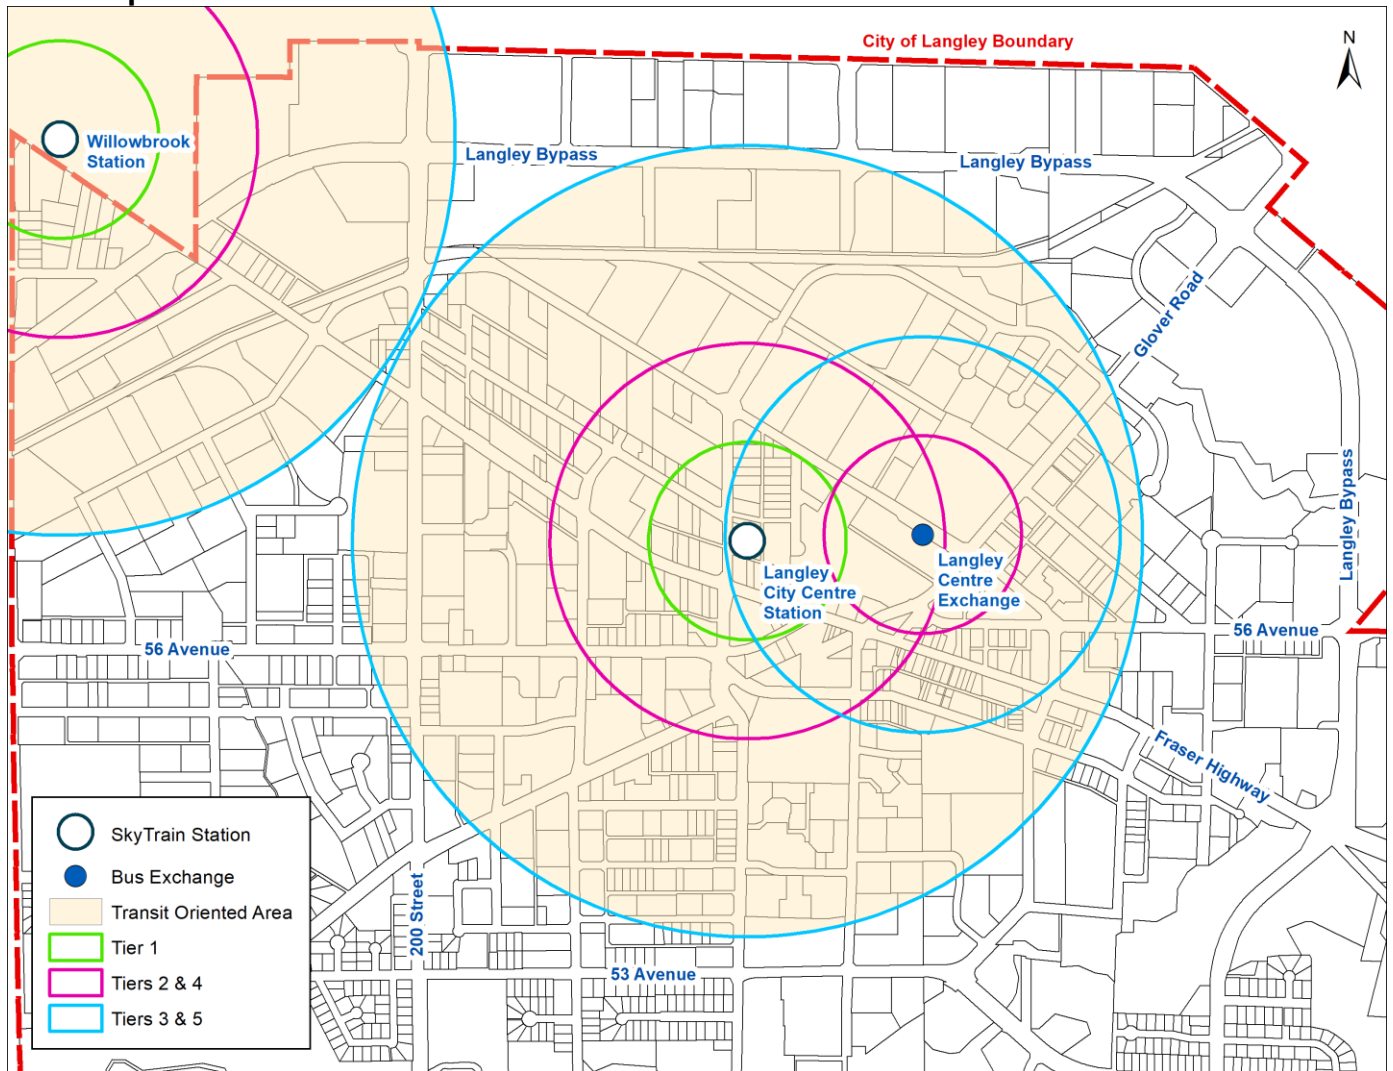 City of Langley Boundary
N
Willowbrook
Station
Langley Bypass
Langley Bypass
Glover Road
Langley Bypass
Langley
City Centre
Station
Langley
Centre
Exchange
56 Avenue
56 Avenue
Fraser Highway
200 Street
53 Avenue
SkyTrain Station
Bus Exchange
Transit Oriented Area
Tier 1
Tiers 2 & 4
Tiers 3 & 5